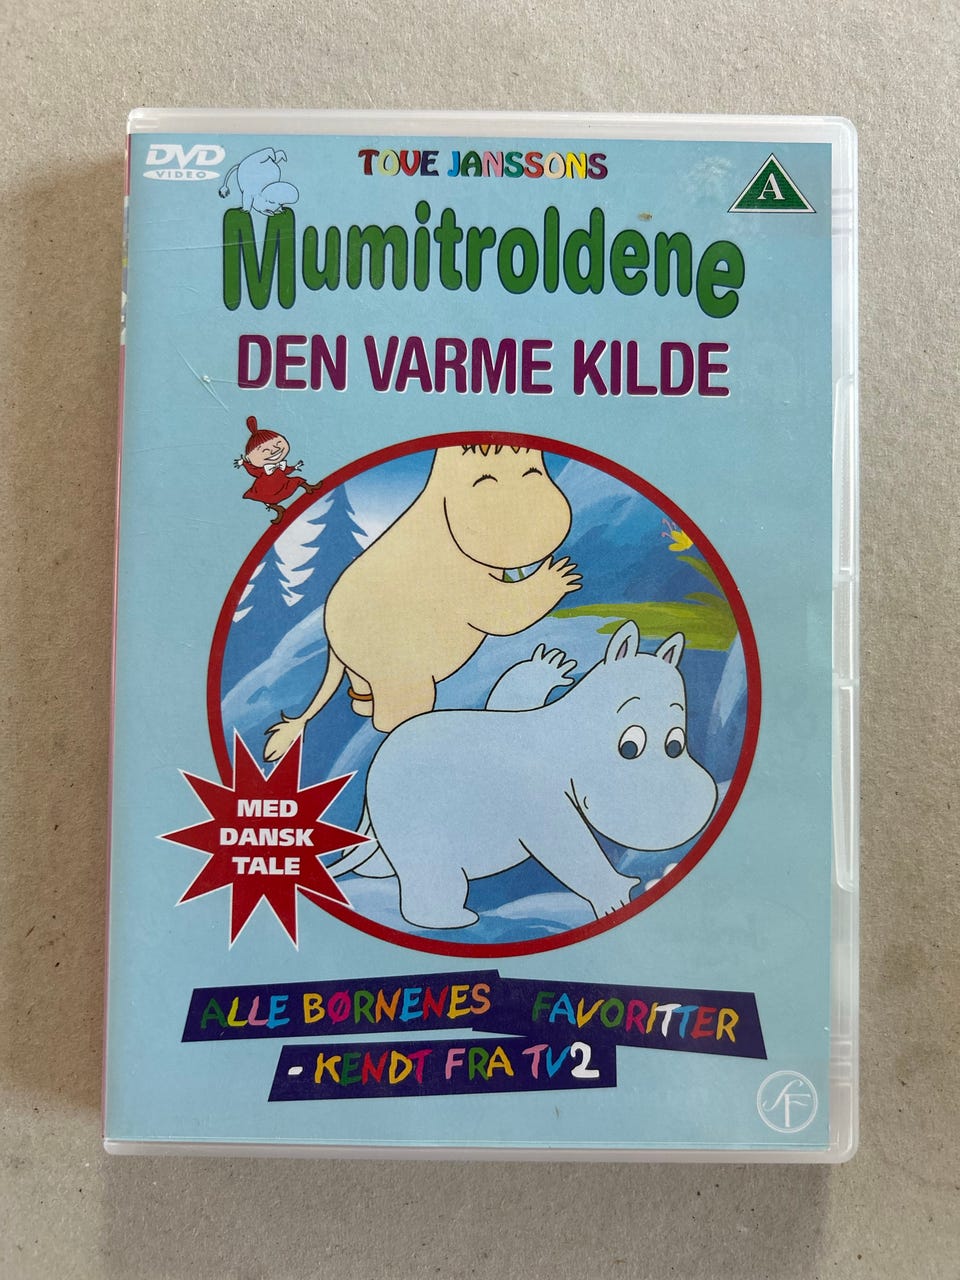 DVD
VIDEO
TOVE JANSSONS
A
Mumitroldene
DEN VARME KILDE
MED
DANSK
TALE
ALLE BØRNENES FAVORITTER
- KENDT FRA TV2
SF